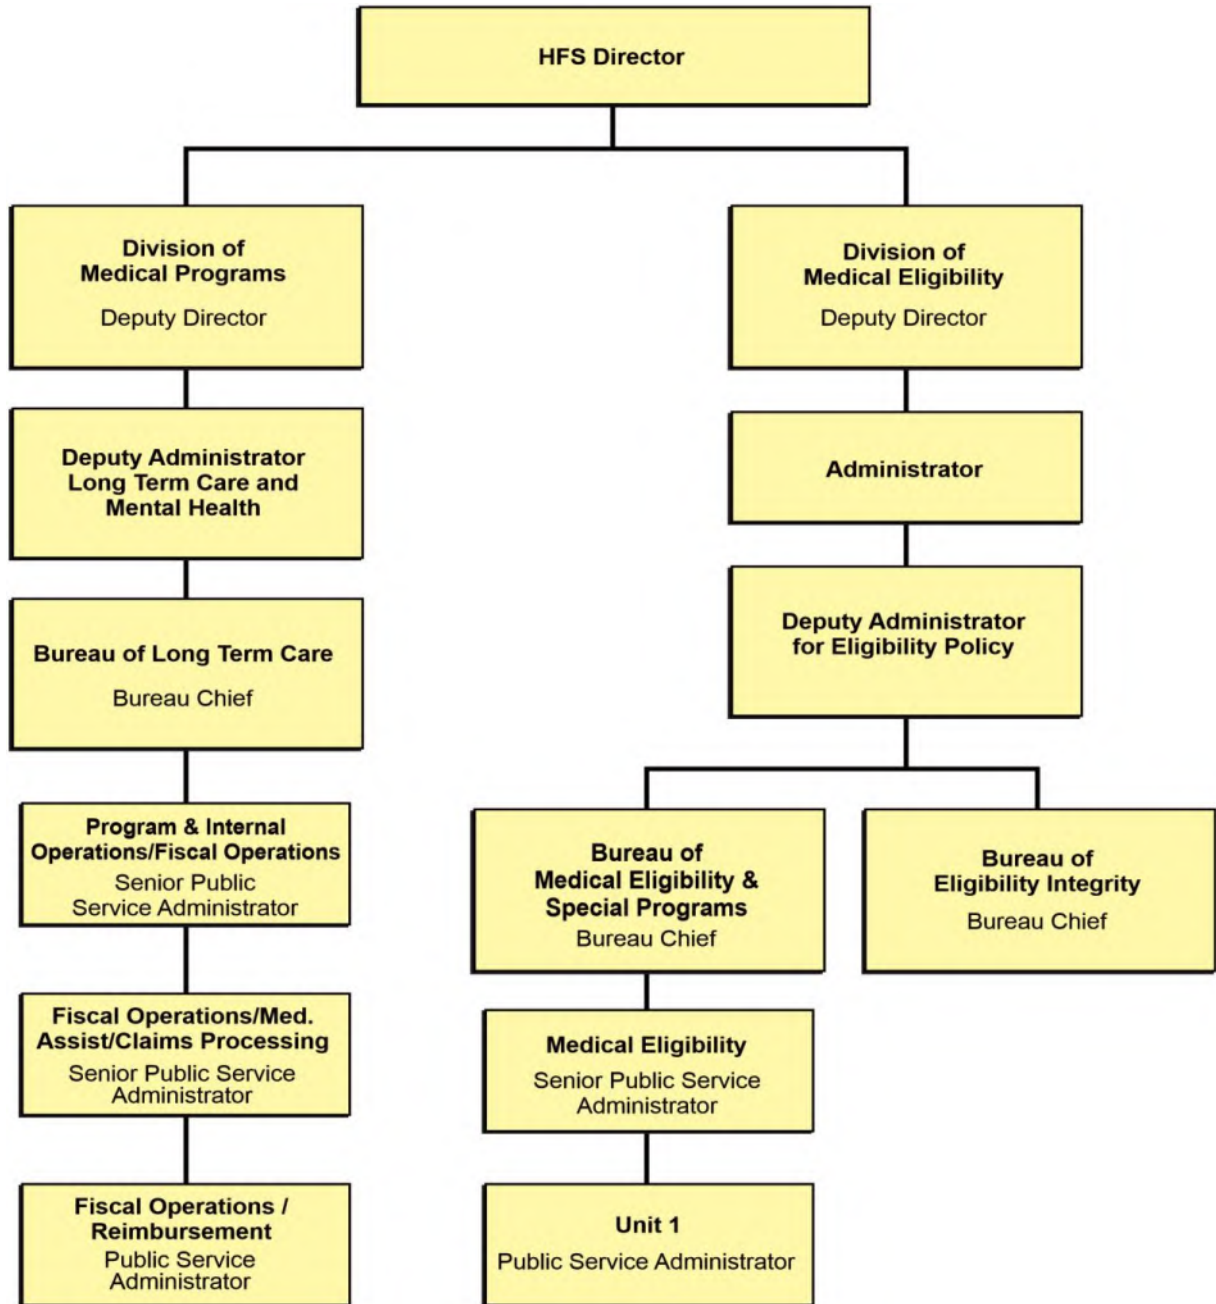 HFS Director
Division of
Medical Programs
Deputy Director
Division of
Medical Eligibility
Deputy Director
Deputy Administrator
Long Term Care and
Mental Health
Administrator
Bureau of Long Term Care
Bureau Chief
Deputy Administrator
for Eligibility Policy
Program & Internal
Operations/Fiscal Operations
Senior Public
Service Administrator
Bureau of
Medical Eligibility &
Special Programs
Bureau Chief
Bureau of
Eligibility Integrity
Bureau Chief
Fiscal Operations/Med.
Assist/Claims Processing
Senior Public Service
Administrator
Medical Eligibility
Senior Public Service
Administrator
Fiscal Operations /
Reimbursement
Public Service
Administrator
Unit 1
Public Service Administrator